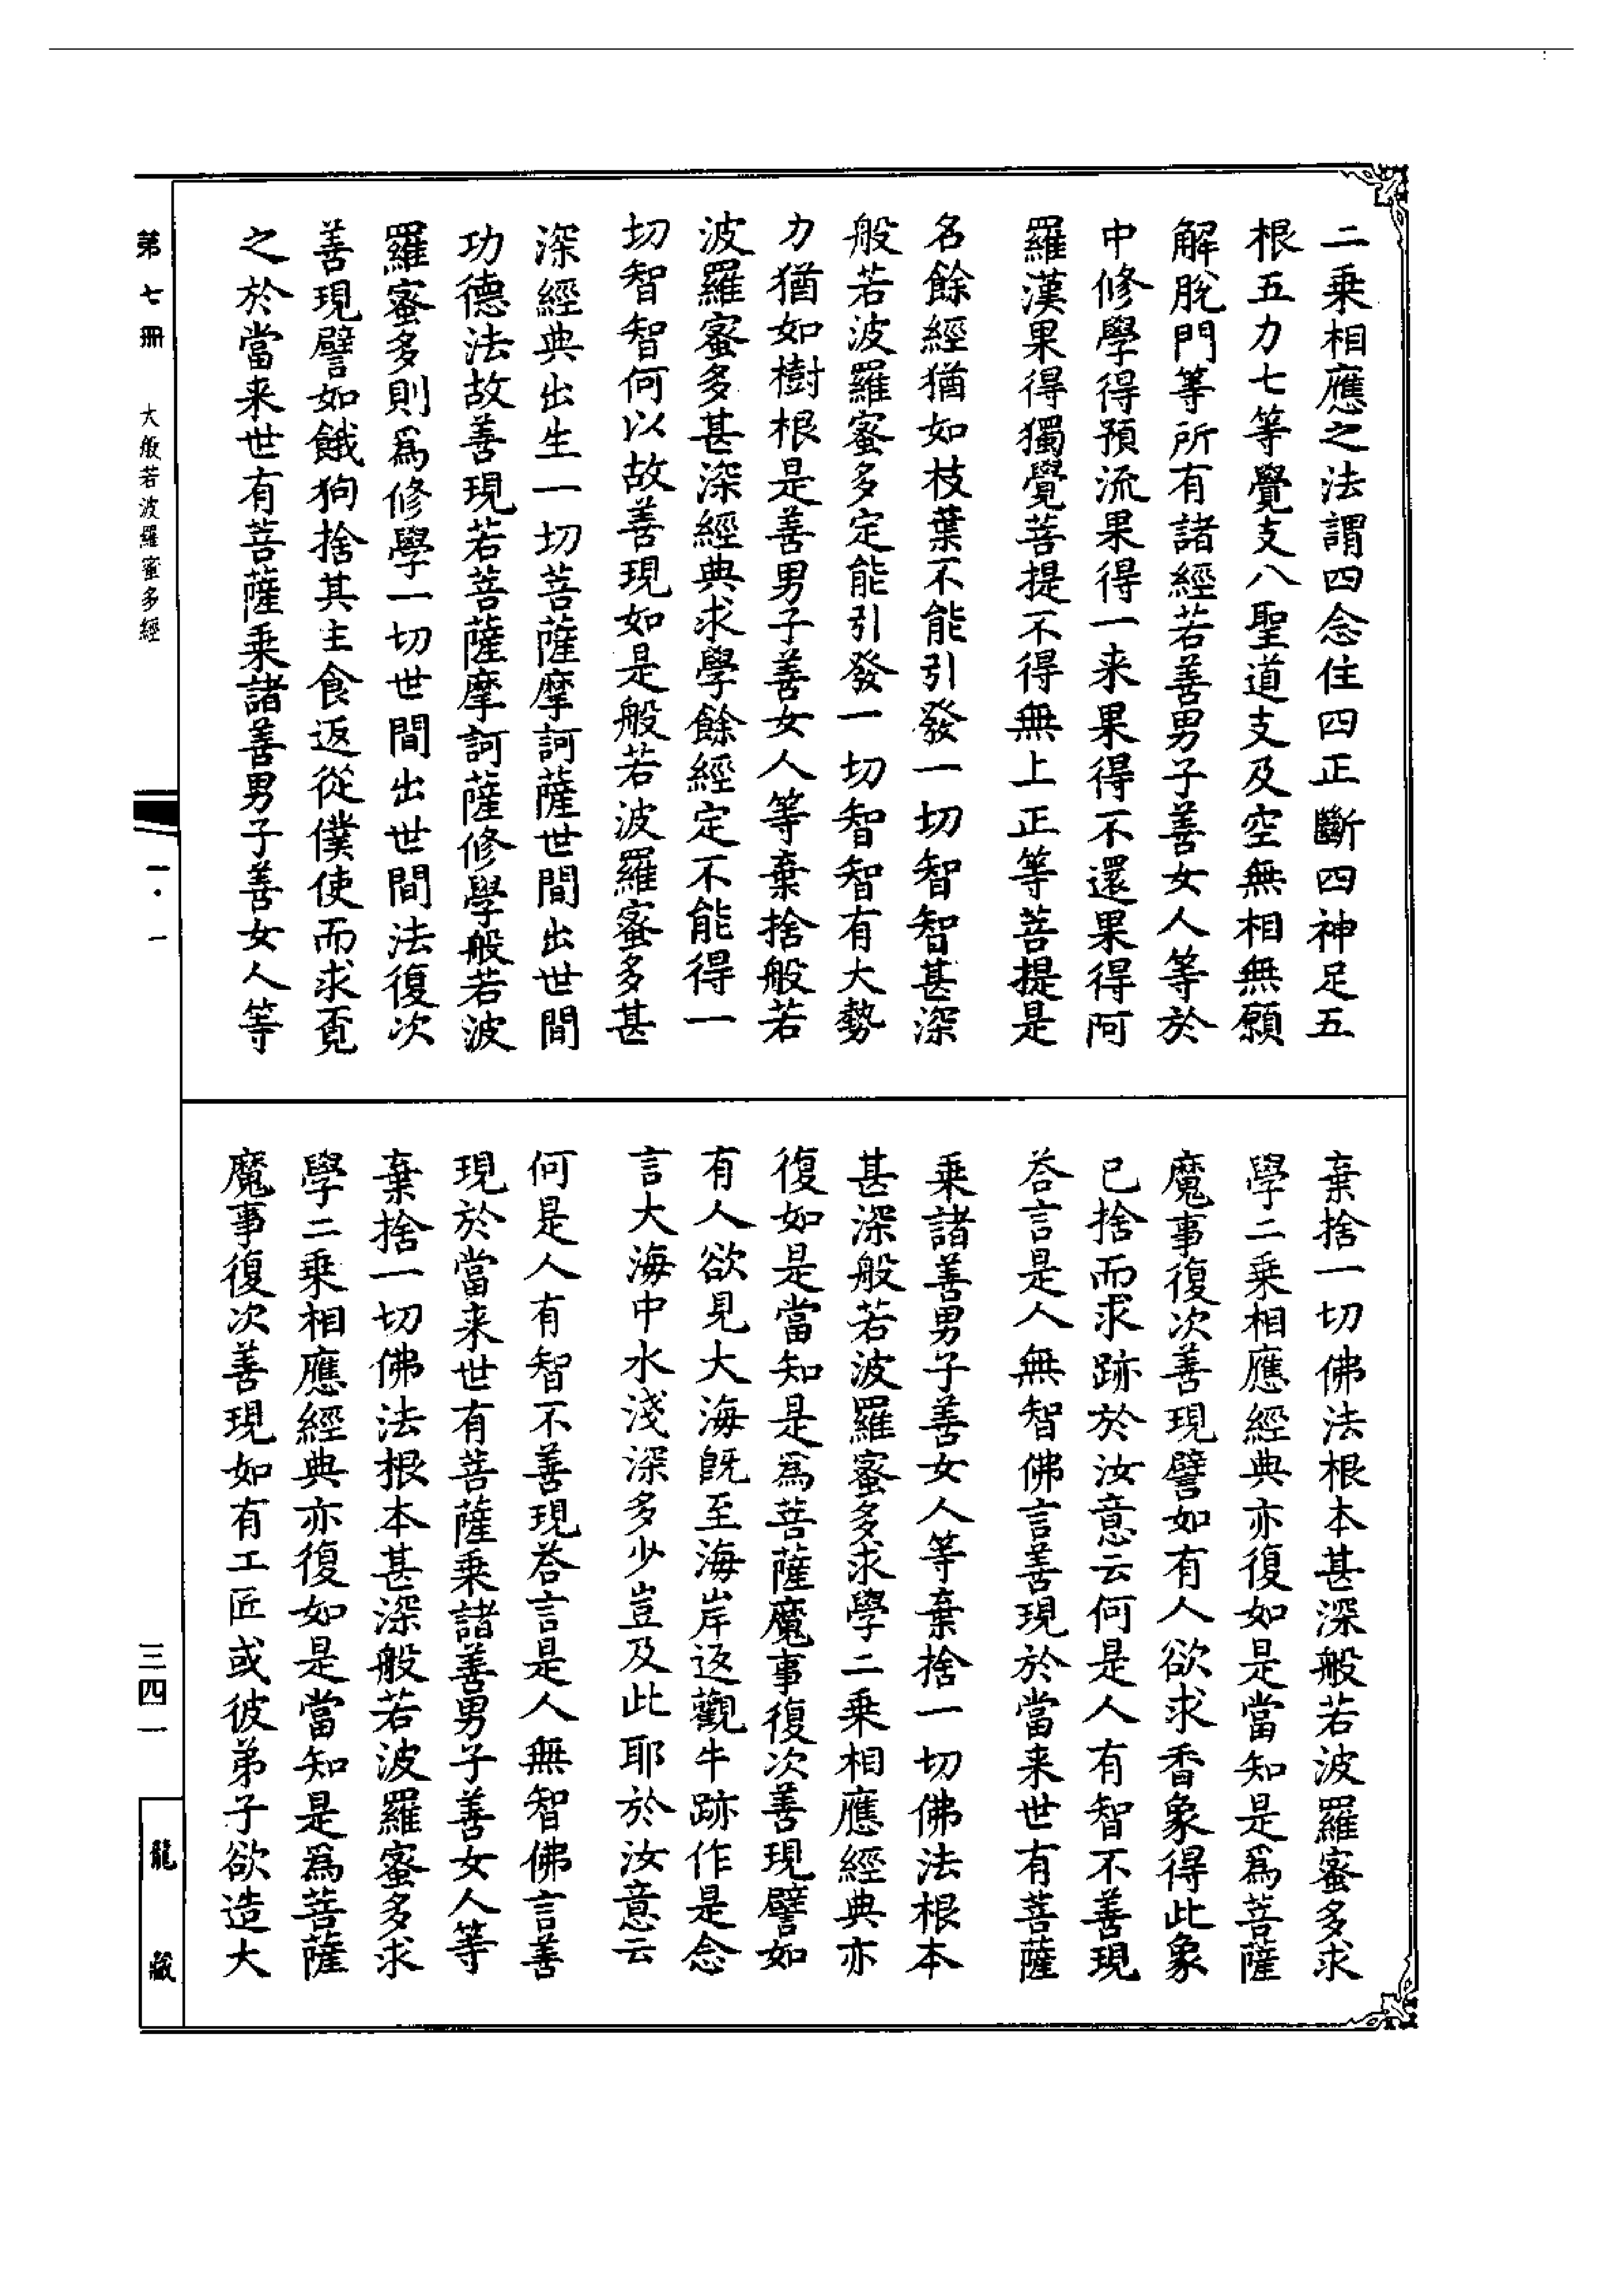 二乗相應之法謂四念住四正斷四神足五
根五力七等覺支八聖道支及空無相無願
解脫門等所有諸經若善男子善女人等於
中修學得預流果得一来果得不還果得阿
羅漢果得獨覺菩提不得無上正等菩提是
名餘經猶如枝葉不能引發一切智智甚深
般若波羅蜜多定能引發一切智智有大勢
力猶如樹根是善男子善女人等棄捨般若
波羅蜜多甚深經典求學餘經定不能得一
切智智何以故善現如是般若波羅蜜多甚
深經典出生一切菩薩摩訶薩世間出世間
功德法故善現若菩薩摩訶薩修學般若波
羅蜜多則爲修學一切世間出世間法復次
善現譬如餓狗捨其主食返從僕使而求覓
之於當来世有菩薩乗諸善男子善女人等
棄捨一切佛法根本甚深般若波羅蜜多求
學二乗相應經典亦復如是當知是爲菩薩
魔事復次善現譬如有人欲求香象得此象
已捨而求跡於汝意云何是人有智不善現
荅言是人無智佛言善現於當来世有菩薩
乗諸善男子善女人等棄捨一切佛法根本
甚深般若波羅蜜多求學二乗相應經典亦
復如是當知是爲菩薩魔事復次善現譬如
有人欲見大海旣至海岸返觀牛跡作是念
言大海中水淺深多少豈及此耶於汝意云
何是人有智不善現荅言是人無智佛言善
現於當来世有菩薩乗諸善男子善女人等
棄捨一切佛法根本甚深般若波羅蜜多求
學二乗相應經典亦復如是當知是爲菩薩
魔事復次善現如有工匠或彼弟子欲造大
第七冊 大般若波羅蜜多經
一·一
三四一
龍藏